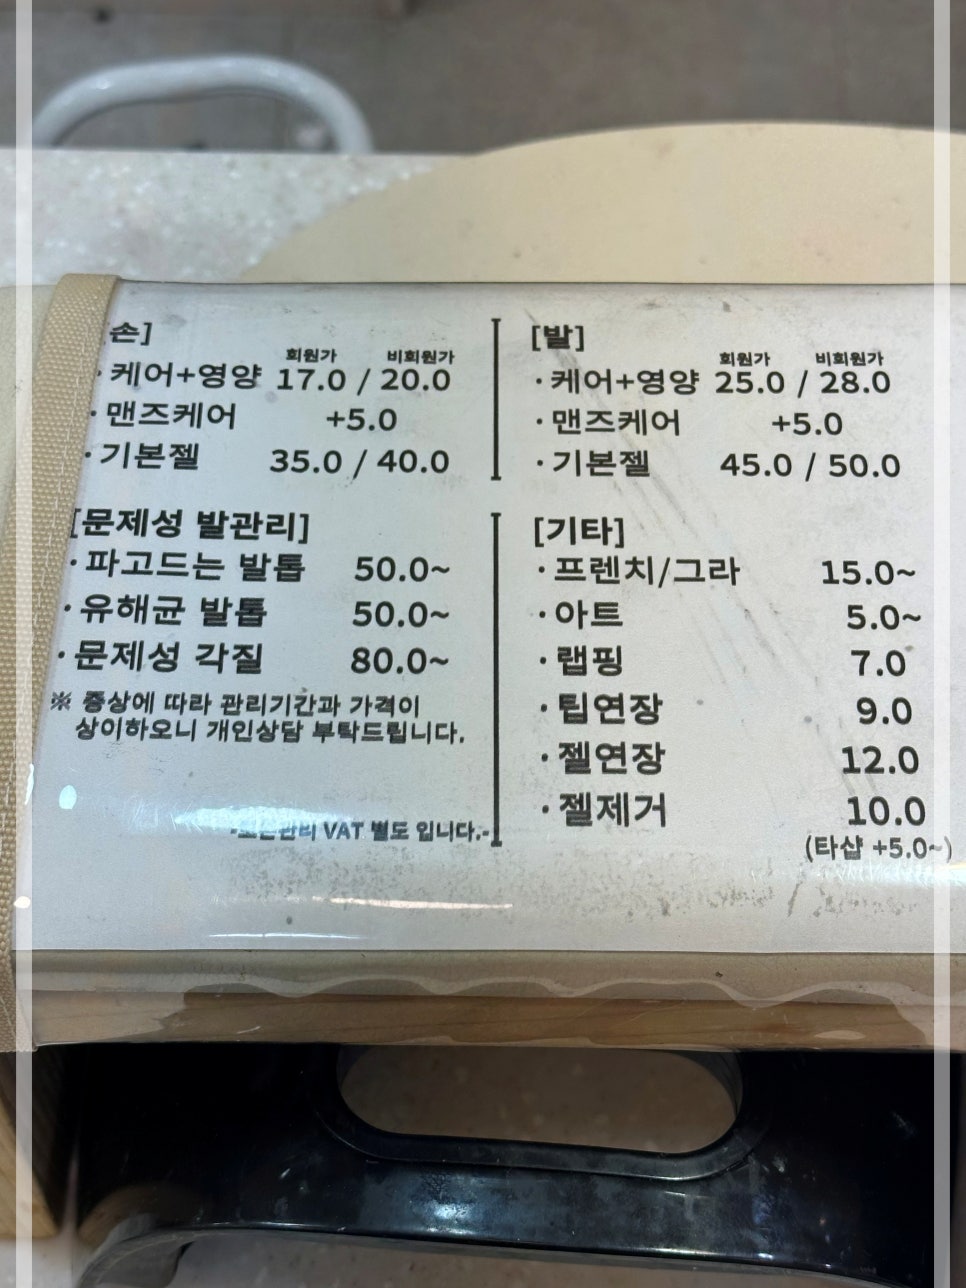 손]
회원가 비회원가
· 케어+영양 17.0 / 20.0
· 맨즈케어 +5.0
· 기본젤 35.0 / 40.0
[발]
회원가 비회원가
· 케어+영양 25.0 / 28.0
· 맨즈케어 +5.0
· 기본젤 45.0 / 50.0
[문제성 발관리]
· 파고드는 발톱 50.0~
· 유해균 발톱 50.0~
· 문제성 각질 80.0~
※ 증상에 따라 관리기간과 가격이
상이하오니 개인상담 부탁드립니다.
VAT 별도 입니다.-
[기타]
· 프렌치/그라 15.0~
· 아트 5.0~
· 랩핑 7.0
· 팁연장 9.0
· 젤연장 12.0
· 젤제거 10.0
(타샵 +5.0~)